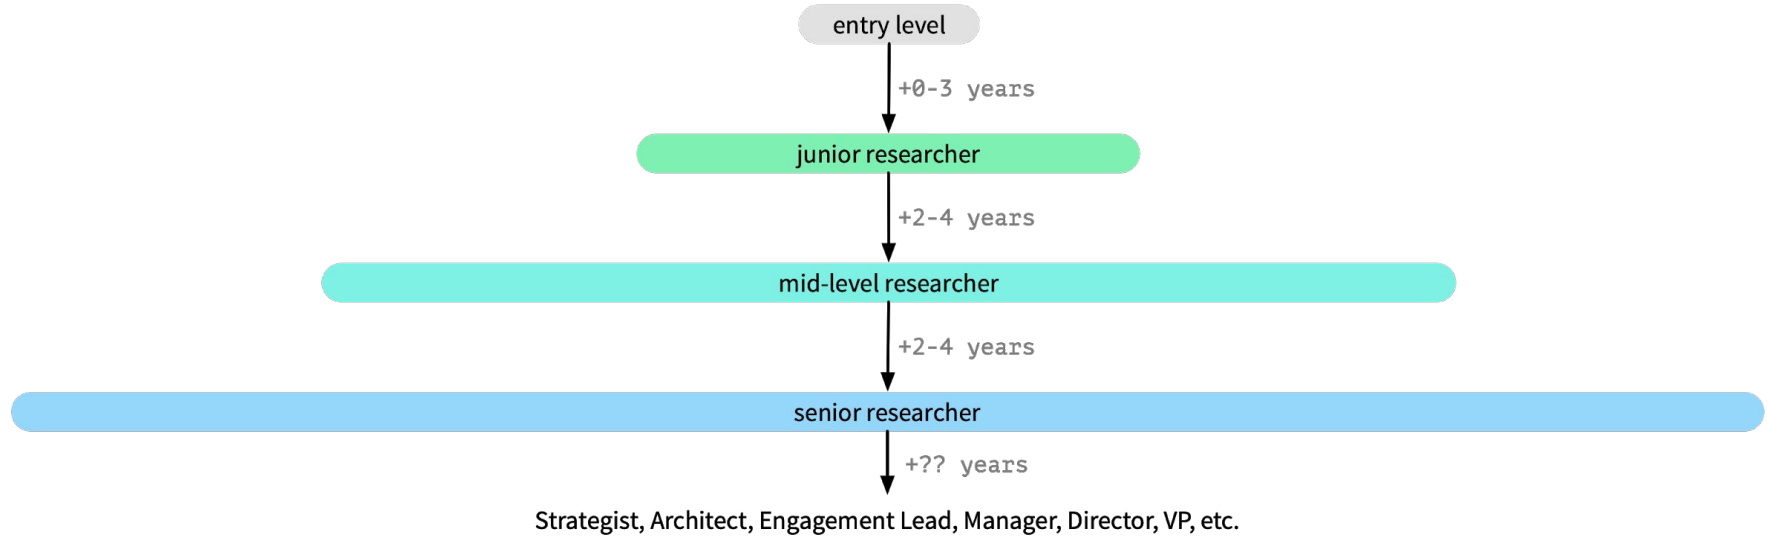 entry level
+0-3 years
junior researcher
+2-4 years
mid-level researcher
+2-4 years
senior researcher
+?? years
Strategist, Architect, Engagement Lead, Manager, Director, VP, etc.